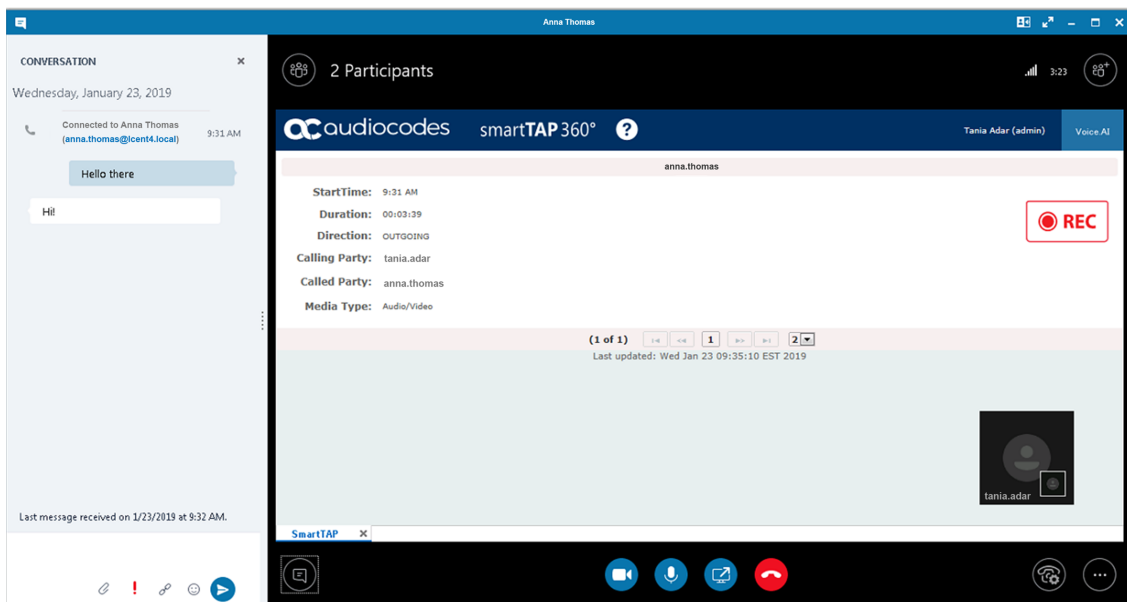 Anna Thomas
CONVERSATION
Wednesday, January 23, 2019
Connected to Anna Thomas
(anna.thomas@lcent4.local)
9:31 AM
Hello there
Hi!
Last message received on 1/23/2019 at 9:32 AM.
2 Participants
3:23
audiocodes smartTAP 360° ?
Tania Adar (admin)
Voice.AI
anna.thomas
StartTime: 9:31 AM
Duration: 00:03:39
Direction: OUTGOING
Calling Party: tania.adar
Called Party: anna.thomas
Media Type: Audio/Video
REC
(1 of 1) 1 2
Last updated: Wed Jan 23 09:35:10 EST 2019
tania.adar
SmartTAP